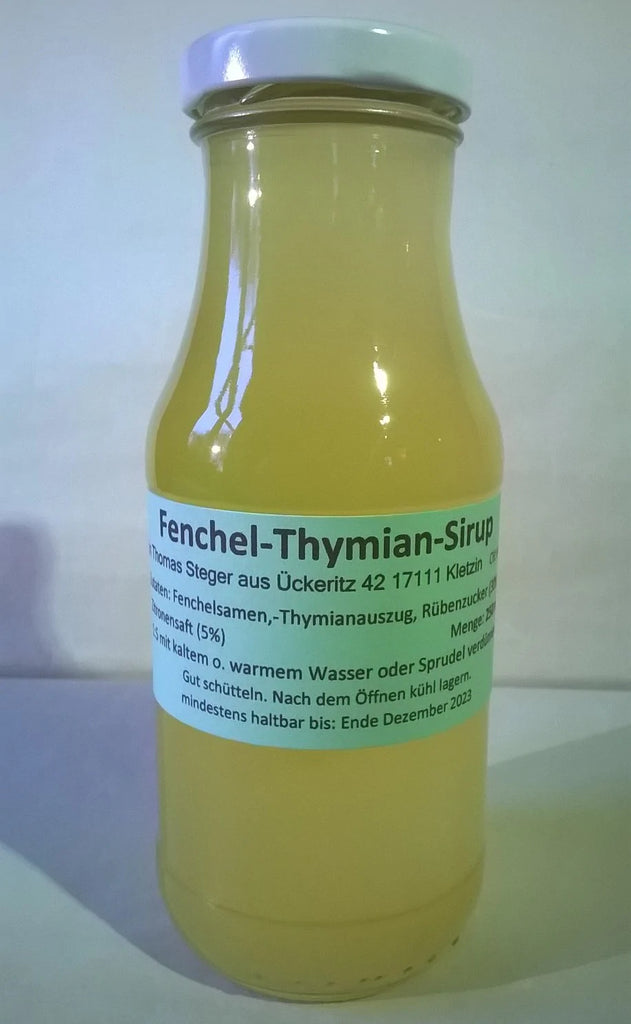 Fenchel-Thymian-Sirup
Thomas Steger aus Ückeritz 42 17111 Kletzin
Fenchelsamen,-Thymianauszug, Rübenzucker
(5%) Menge:
mit kaltem o. warmem Wasser oder Sprudel
Gut schütteln. Nach dem Öffnen kühl lagern.
mindestens haltbar bis: Ende Dezember 2023